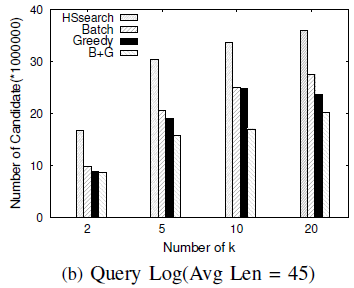 40
30
20
10
0
Number of Candidate(*1000000)
HSsearch
Batch
Greedy
B+G
2 5 10 20
Number of k
(b) Query Log(Avg Len = 45)